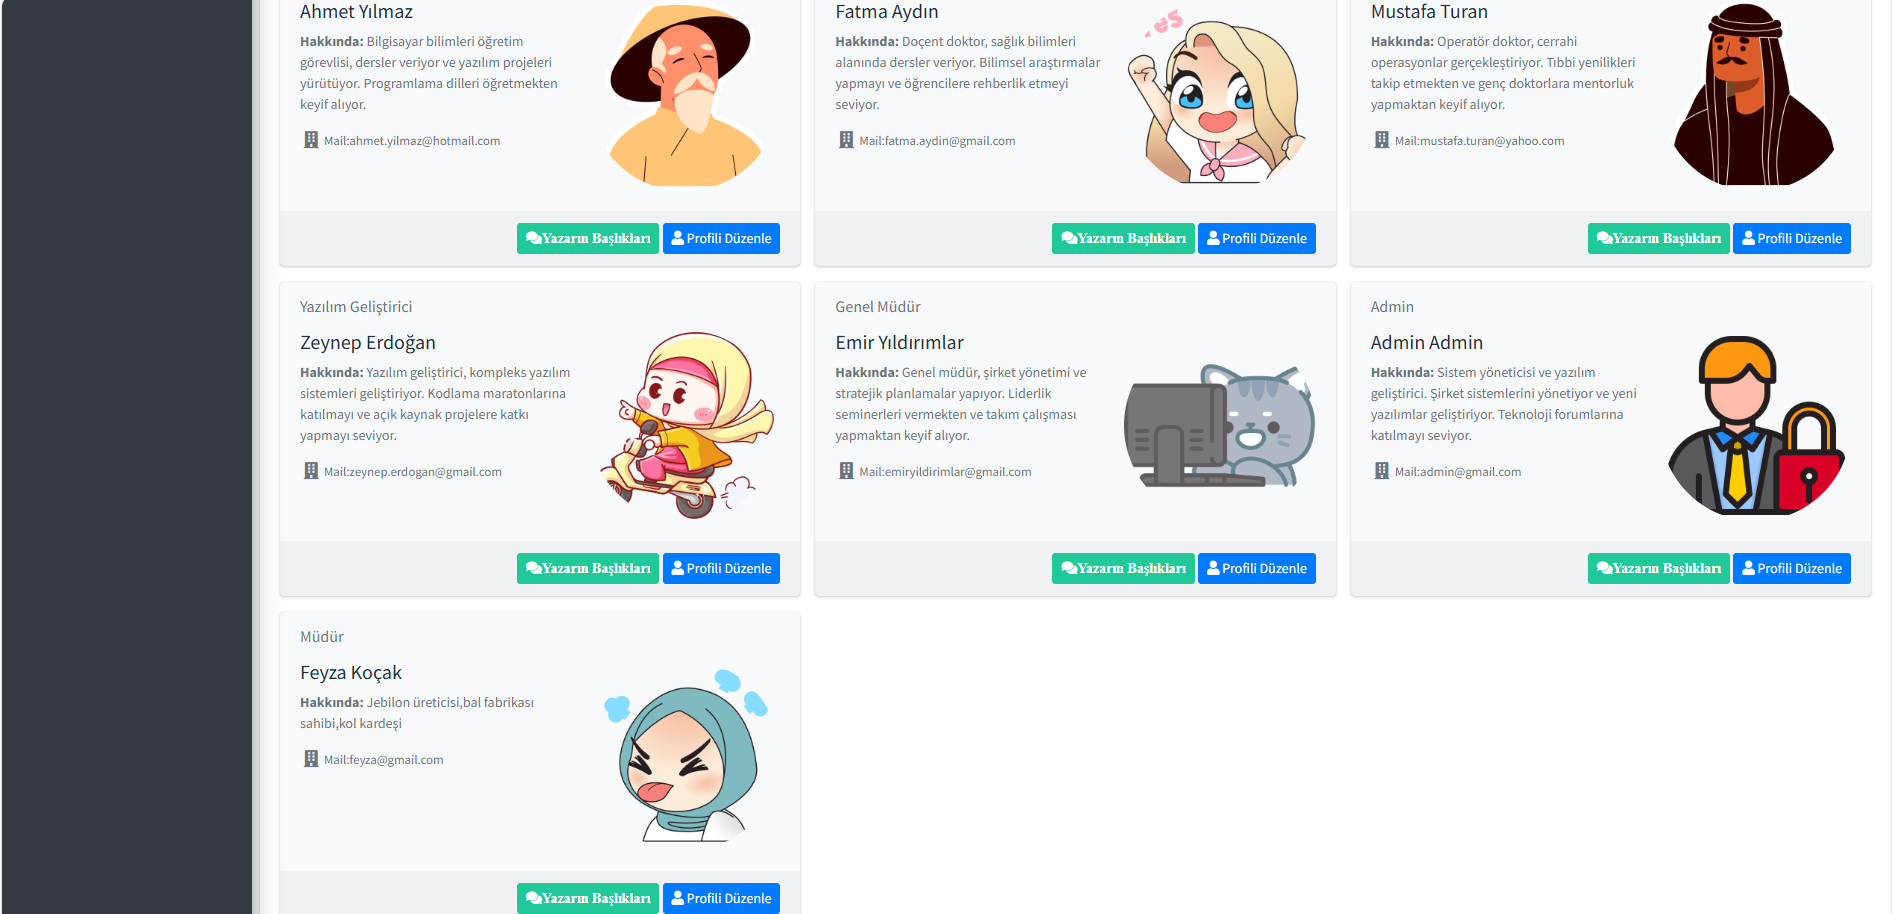 Ahmet Yılmaz
Hakkında: Bilgisayar bilimleri öğretim
görevlisi, dersler veriyor ve yazılım projeleri
yürütüyor. Programlama dilleri öğretmekten
keyif alıyor.
Mail:ahmet.yilmaz@hotmail.com
Yazarın Başlıkları
Profili Düzenle
Fatma Aydın
Hakkında: Doçent doktor, sağlık bilimleri
alanında dersler veriyor. Bilimsel araştırmalar
yapmayı ve öğrencilere rehberlik etmeyi
seviyor.
Mail:fatma.aydin@gmail.com
Yazarın Başlıkları
Profili Düzenle
Mustafa Turan
Hakkında: Operatör doktor, cerrahi
operasyonlar gerçekleştiriyor. Tıbbi yenilikleri
takip etmekten ve genç doktorlara mentorluk
yapmaktan keyif alıyor.
Mail:mustafa.turan@yahoo.com
Yazarın Başlıkları
Profili Düzenle
Yazılım Geliştirici
Zeynep Erdoğan
Hakkında: Yazılım geliştirici, kompleks yazılım
sistemleri geliştiriyor. Kodlama maratonlarına
katılmayı ve açık kaynak projelere katkı
yapmayı seviyor.
Mail:zeynep.erdogan@gmail.com
Yazarın Başlıkları
Profili Düzenle
Genel Müdür
Emir Yıldırımlar
Hakkında: Genel müdür, şirket yönetimi ve
stratejik planlamalar yapıyor. Liderlik
seminerleri vermekten ve takım çalışması
yapmaktan keyif alıyor.
Mail:emiryildirimlar@gmail.com
Yazarın Başlıkları
Profili Düzenle
Admin
Admin Admin
Hakkında: Sistem yöneticisi ve yazılım
geliştirici. Şirket sistemlerini yönetiyor ve yeni
yazılımlar geliştiriyor. Teknoloji forumlarına
katılmayı seviyor.
Mail:admin@gmail.com
Yazarın Başlıkları
Profili Düzenle
Müdür
Feyza Koçak
Hakkında: Jebilon üreticisi,bal fabrikası
sahibi,kol kardeşi
Mail:feyza@gmail.com
Yazarın Başlıkları
Profili Düzenle